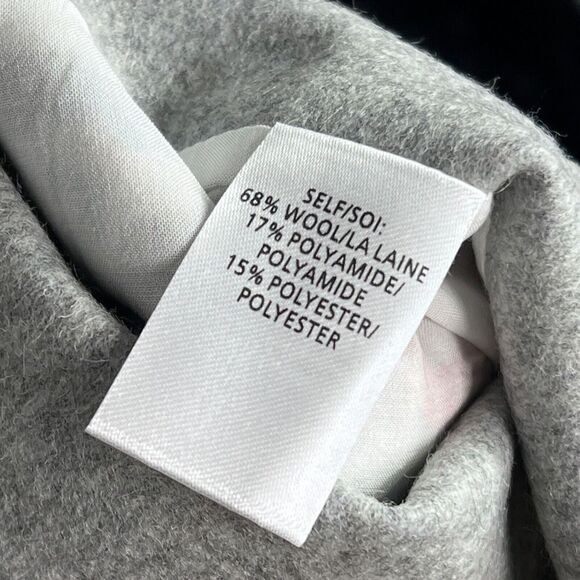 SELF/SOI:
68% WOOL/LA LAINE
17% POLYAMIDE/
POLYAMIDE
15% POLYESTER/
POLYESTER